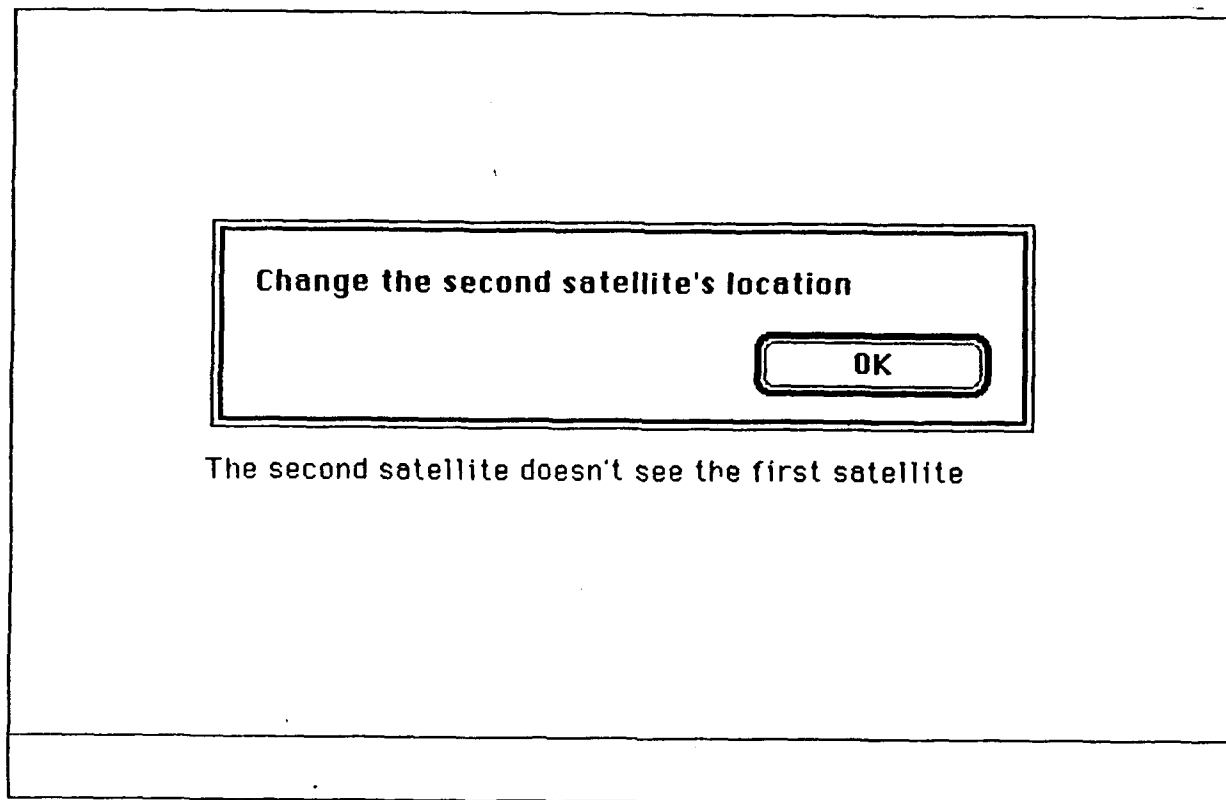 Change the second satellite's location
OK
The second satellite doesn't see the first satellite